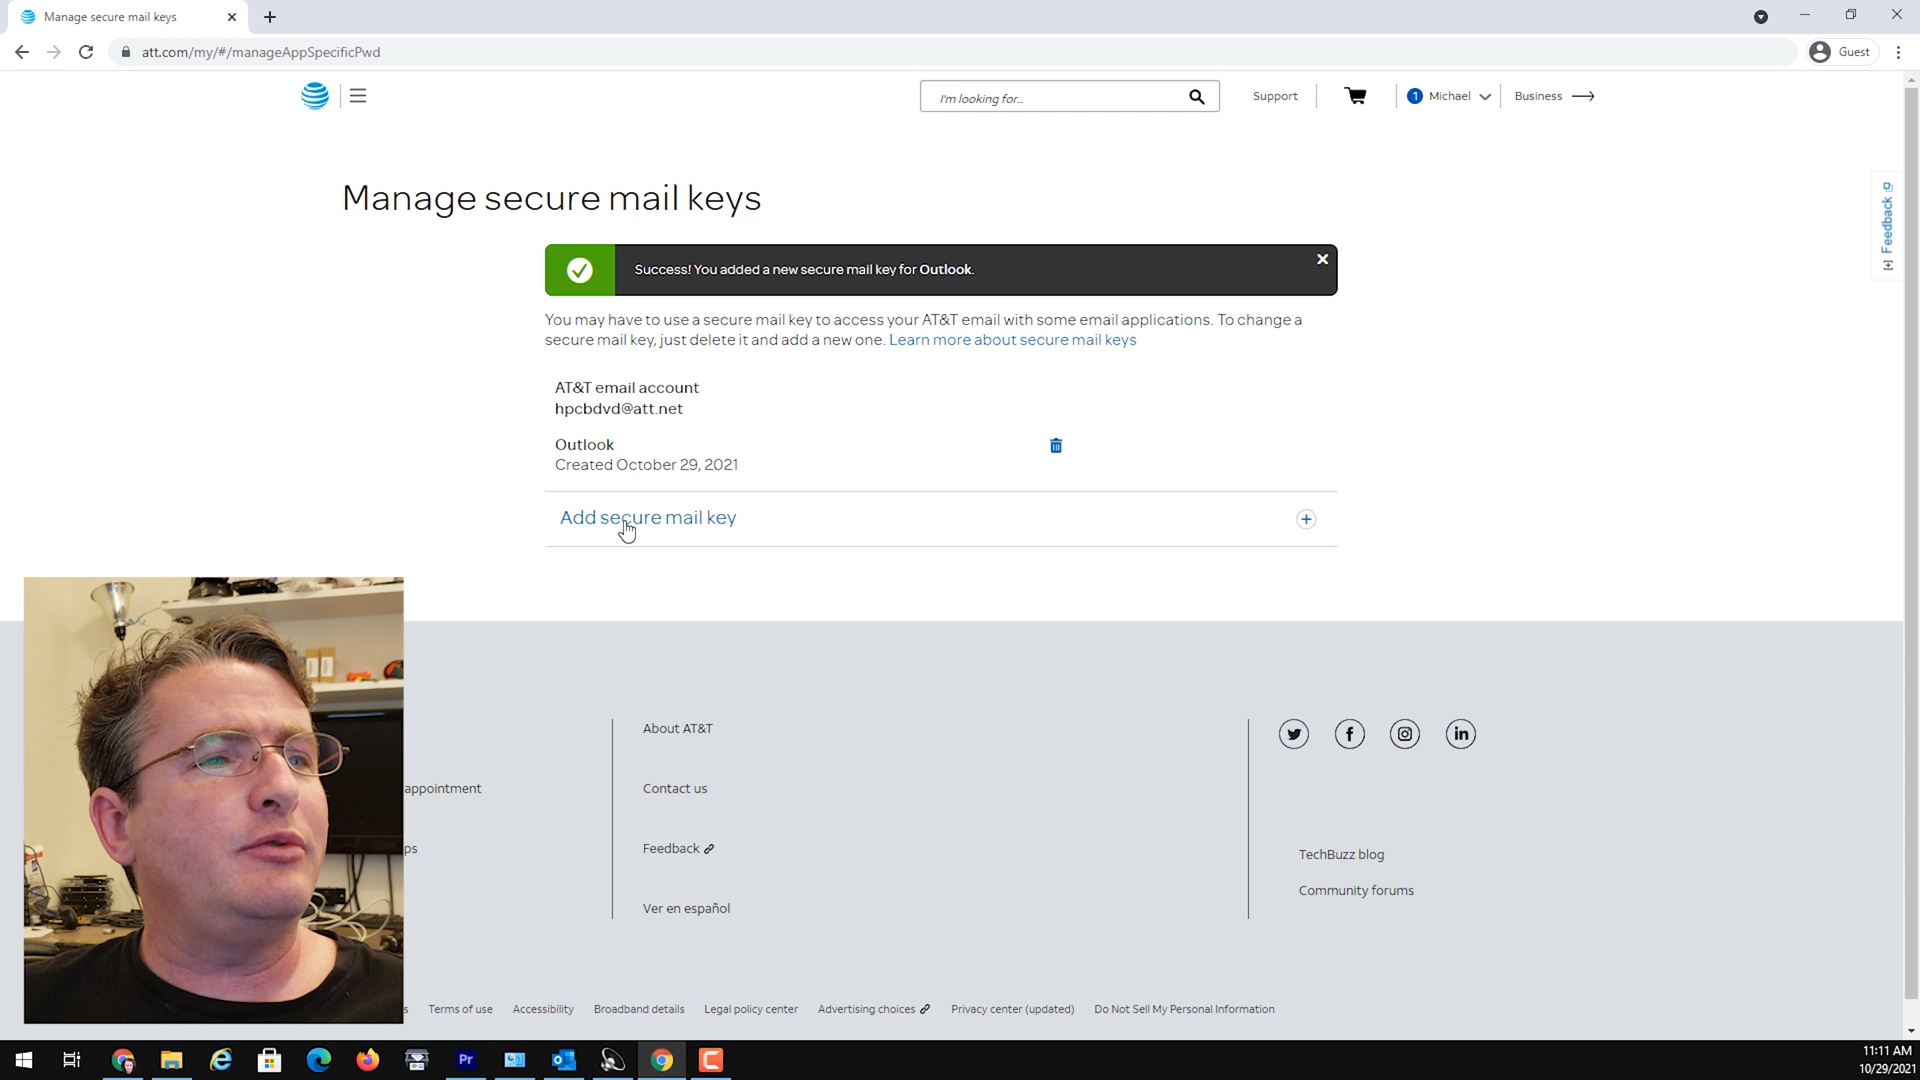 Manage secure mail keys
att.com/my/#/manageAppSpecificPwd
Guest
I'm looking for...
Support
1
Michael
Business
Manage secure mail keys
Feedback
Success! You added a new secure mail key for Outlook.
You may have to use a secure mail key to access your AT&T email with some email applications. To change a
secure mail key, just delete it and add a new one. Learn more about secure mail keys
AT&T email account
hpcbdvd@att.net
Outlook
Created October 29, 2021
Add secure mail key
About AT&T
appointment
Contact us
ps
Feedback
TechBuzz blog
Community forums
Ver en español
s
Terms of use
Accessibility
Broadband details
Legal policy center
Advertising choices
Privacy center (updated)
Do Not Sell My Personal Information
Pr
11:11 AM
10/29/2021